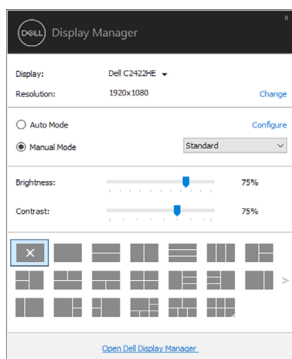 DELL Display Manager
x
Display: Dell C2422HE
Resolution: 1920x1080 Change
Auto Mode Configure
Manual Mode Standard
Brightness: 75%
Contrast: 75%
Open Dell Display Manager